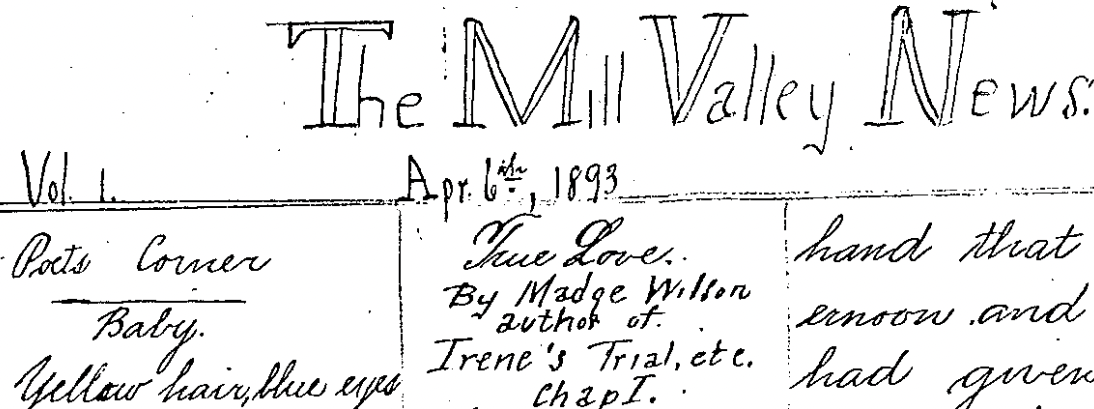 The Mill Valley News.
Vol. 1. Apr. 6th, 1893
Poets Corner
Baby.
Yellow hair, blue eyes
True Love.
By Madge Wilson
author of
Irene's Trial, etc.
Chap I.
hand that
ernoon and
had given